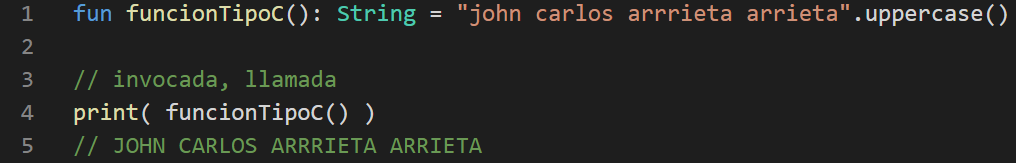 1 fun funcionTipoC(): String = "john carlos arrrieta arrieta".uppercase()
2
3 // invocada, llamada
4 print( funcionTipoC() )
5 // JOHN CARLOS ARRRIETA ARRIETA